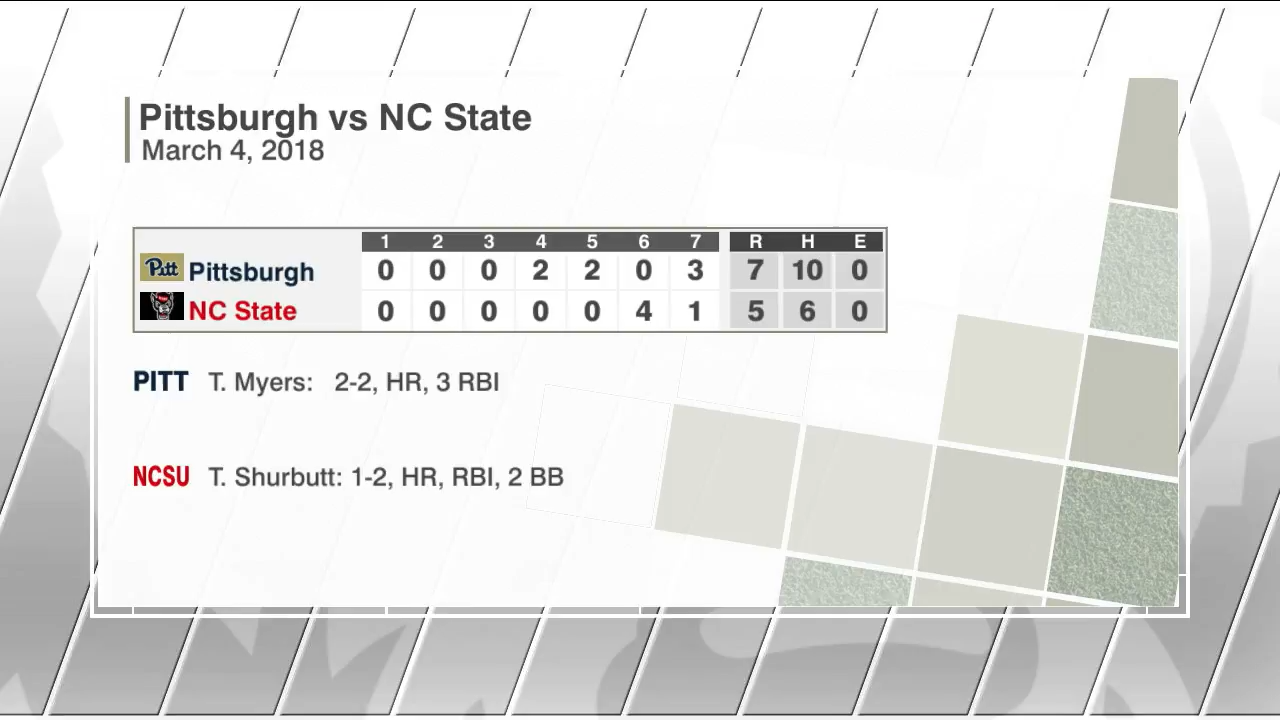 Pittsburgh vs NC State
March 4, 2018
1 2 3 4 5 6 7 R H E
Pitt Pittsburgh 0 0 0 2 2 0 3 7 10 0
NC State 0 0 0 0 0 4 1 5 6 0
PITT T. Myers: 2-2, HR, 3 RBI
NCSU T. Shurbutt: 1-2, HR, RBI, 2 BB